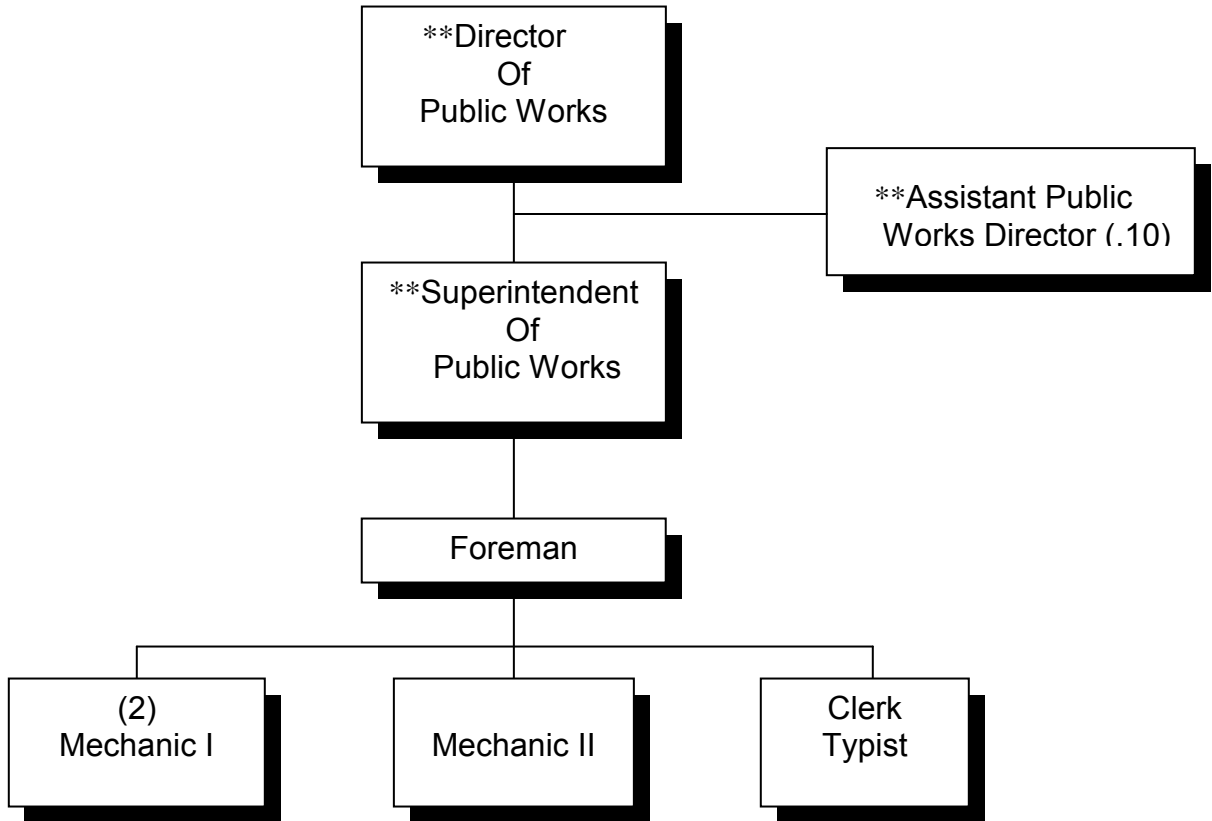 **Director
Of
Public Works
**Assistant Public
Works Director (.10)
**Superintendent
Of
Public Works
Foreman
(2)
Mechanic I
Mechanic II
Clerk
Typist